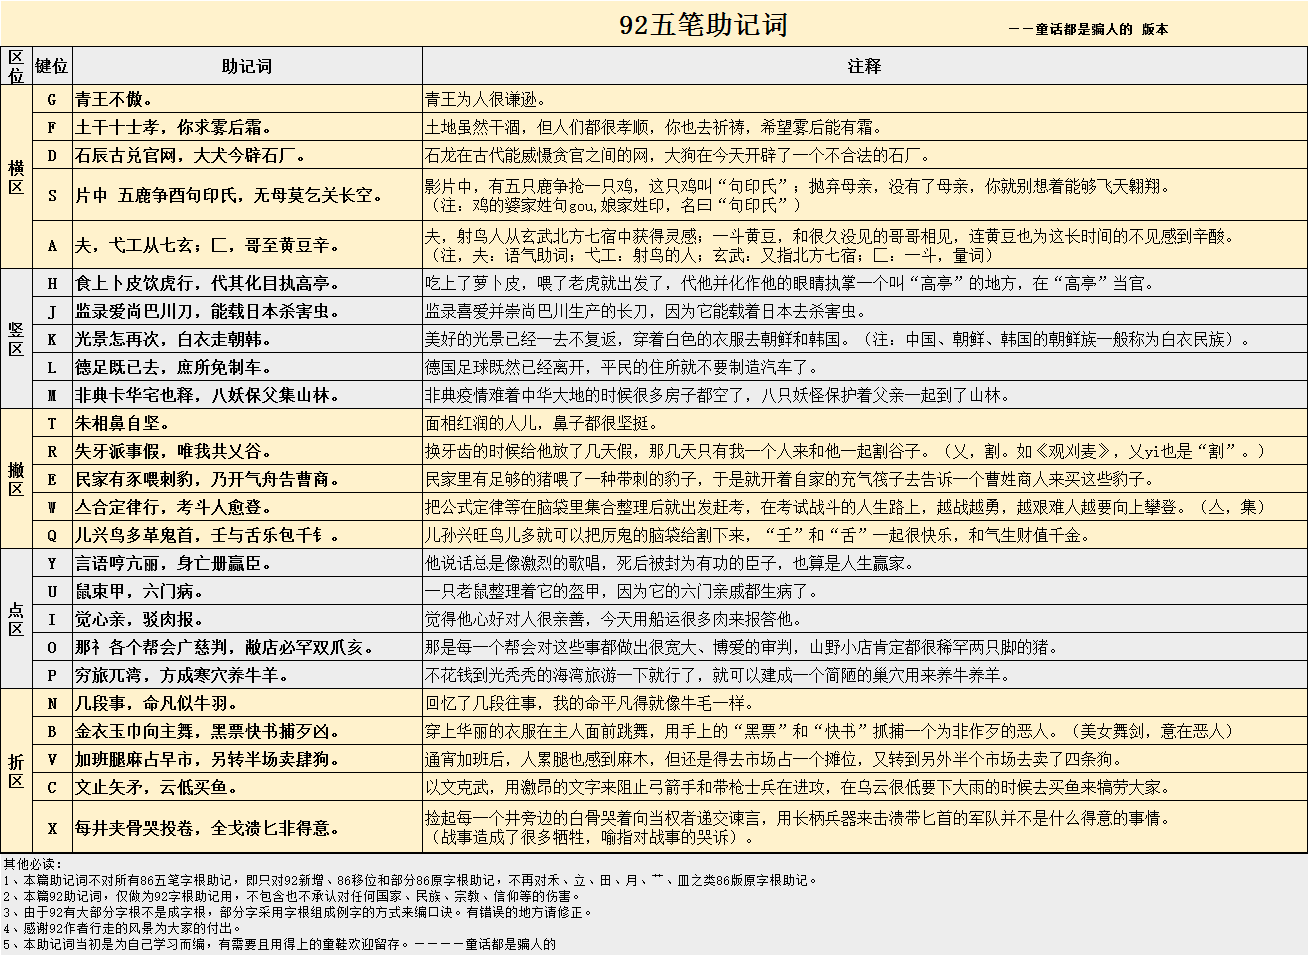 92五笔助记词
－－童话都是骗人的 版本
区位 键位 助记词 注释
横区
G 青王不傲。 青王为人很谦逊。
F 土干十士孝，你求雾后霜。 土地虽然干涸，但人们都很孝顺，你也去祈祷，希望雾后能有霜。
D 石辰古兑官网，大犬今辟石厂。 石龙在古代能威慑贪官之间的网，大狗在今天开辟了一个不合法的石厂。
S 片中 五鹿争酉句印氏，无母莫乞关长空。 影片中，有五只鹿争抢一只鸡，这只鸡叫“句印氏”；抛弃母亲，没有了母亲，你就别想着能够飞天翱翔。
（注：鸡的婆家姓句gou,娘家姓印，名曰“句印氏”）
A 夫，弋工从七玄；匚，哥至黄豆辛。 夫，射鸟人从玄武北方七宿中获得灵感；一斗黄豆，和很久没见的哥哥相见，连黄豆也为这长时间的不见感到辛酸。
（注，夫：语气助词；弋工：射鸟的人；玄武：又指北方七宿；匚：一斗，量词）
竖区
H 食上卜皮饮虎行，代其化目执高亭。 吃上了萝卜皮，喂了老虎就出发了，代他并化作他的眼睛执掌一个叫“高亭”的地方，在“高亭”当官。
J 监录爱尚巴川刀，能载日本杀害虫。 监录喜爱并崇尚巴川生产的长刀，因为它能载着日本去杀害虫。
K 光景怎再次，白衣走朝韩。 美好的光景已经一去不复返，穿着白色的衣服去朝鲜和韩国。（注：中国、朝鲜、韩国的朝鲜族一般称为白衣民族）。
L 德足既已去，庶所免制车。 德国足球既然已经离开，平民的住所就不要制造汽车了。
M 非典卡华宅也释，八妖保父集山林。 非典疫情难着中华大地的时候很多房子都空了，八只妖怪保护着父亲一起到了山林。
撇区
T 朱相鼻自坚。 面相红润的人儿，鼻子都很坚挺。
R 失牙派事假，唯我共乂谷。 换牙齿的时候给他放了几天假，那几天只有我一个人来和他一起割谷子。（乂，割。如《观刈麦》，乂yi也是“割”。）
E 民家有豕喂刺豹，乃开气舟告曹商。 民家里有足够的猪喂了一种带刺的豹子，于是就开着自家的充气筏子去告诉一个曹姓商人来买这些豹子。
W 亼合定律行，考斗人愈登。 把公式定律等在脑袋里集合整理后就出发赶考，在考试战斗的人生路上，越战越勇，越艰难人越要向上攀登。（亼，集）
Q 儿兴鸟多革鬼首，壬与舌乐包千钅。 儿孙兴旺鸟儿多就可以把厉鬼的脑袋给割下来，“壬”和“舌”一起很快乐，和气生财值千金。
点区
Y 言语哼亢丽，身亡册赢臣。 他说话总是像激烈的歌唱，死后被封为有功的臣子，也算是人生赢家。
U 鼠束甲，六门病。 一只老鼠整理着它的盔甲，因为它的六门亲戚都生病了。
I 觉心亲，驳肉报。 觉得他心好对人很亲善，今天用船运很多肉来报答他。
O 那礻各个帮会广慈判，敝店必罕双爪亥。 那是每一个帮会对这些事都做出很宽大、博爱的审判，山野小店肯定都很稀罕两只脚的猪。
P 穷旅兀湾，方成寒穴养牛羊。 不花钱到光秃秃的海湾旅游一下就行了，就可以建成一个简陋的巢穴用来养牛养羊。
折区
N 几段事，命凡似牛羽。 回忆了几段往事，我的命平凡得就像牛毛一样。
B 金衣玉巾向主舞，黑票快书捕歹凶。 穿上华丽的衣服在主人面前跳舞，用手上的“黑票”和“快书”抓捕一个为非作歹的恶人。（美女舞剑，意在恶人）
V 加班腿麻占早市，另转半场卖肆狗。 通宵加班后，人累腿也感到麻木，但还是得去市场占一个摊位，又转到另外半个市场去卖了四条狗。
C 文止矢矛，云低买鱼。 以文克武，用激昂的文字来阻止弓箭手和带枪士兵在进攻，在乌云很低要下大雨的时候去买鱼来犒劳大家。
X 每井夹骨哭投卷，全戈溃匕非得意。 捡起每一个井旁边的白骨哭着向当权者递交谏言，用长柄兵器来击溃带匕首的军队并不是什么得意的事情。
（战事造成了很多牺牲，喻指对战事的哭诉）。
其他必读：
1、本篇助记词不对所有86五笔字根助记，即只对92新增、86移位和部分86原字根助记，不再对禾、立、田、月、艹、皿之类86版原字根助记。
2、本篇92助记词，仅做为92字根助记用，不包含也不承认对任何国家、民族、宗教、信仰等的伤害。
3、由于92有大部分字根不是成字根，部分字采用字根组成例字的方式来编口诀。有错误的地方请修正。
4、感谢92作者行走的风景为大家的付出。
5、本助记词当初是为自己学习而编，有需要且用得上的童鞋欢迎留存。－－－－童话都是骗人的